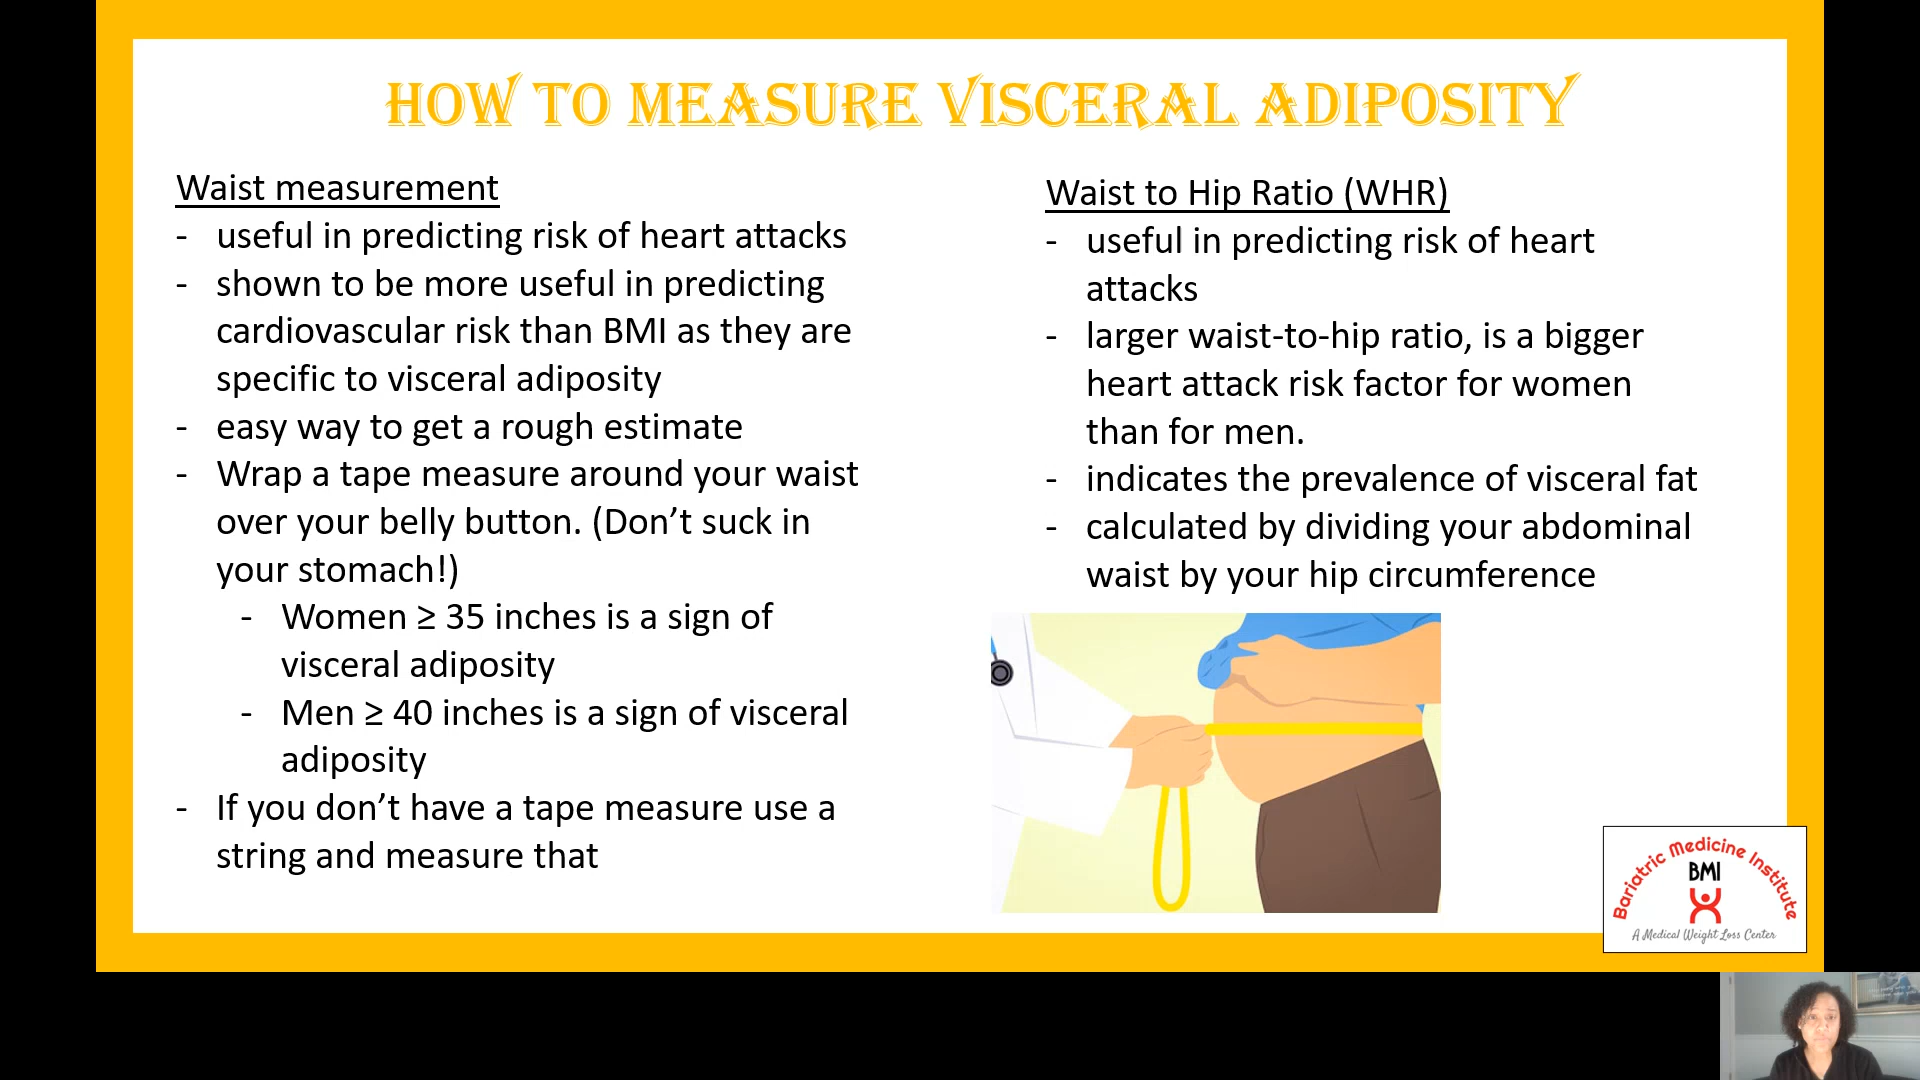 HOW TO MEASURE VISCERAL ADIPOSITY
Waist measurement
- useful in predicting risk of heart attacks
- shown to be more useful in predicting
cardiovascular risk than BMI as they are
specific to visceral adiposity
- easy way to get a rough estimate
- Wrap a tape measure around your waist
over your belly button. (Don’t suck in
your stomach!)
- Women ≥ 35 inches is a sign of
visceral adiposity
- Men ≥ 40 inches is a sign of visceral
adiposity
- If you don’t have a tape measure use a
string and measure that
Waist to Hip Ratio (WHR)
- useful in predicting risk of heart
attacks
- larger waist-to-hip ratio, is a bigger
heart attack risk factor for women
than for men.
- indicates the prevalence of visceral fat
- calculated by dividing your abdominal
waist by your hip circumference
Bariatric Medicine Institute
BMI
A Medical Weight Loss Center